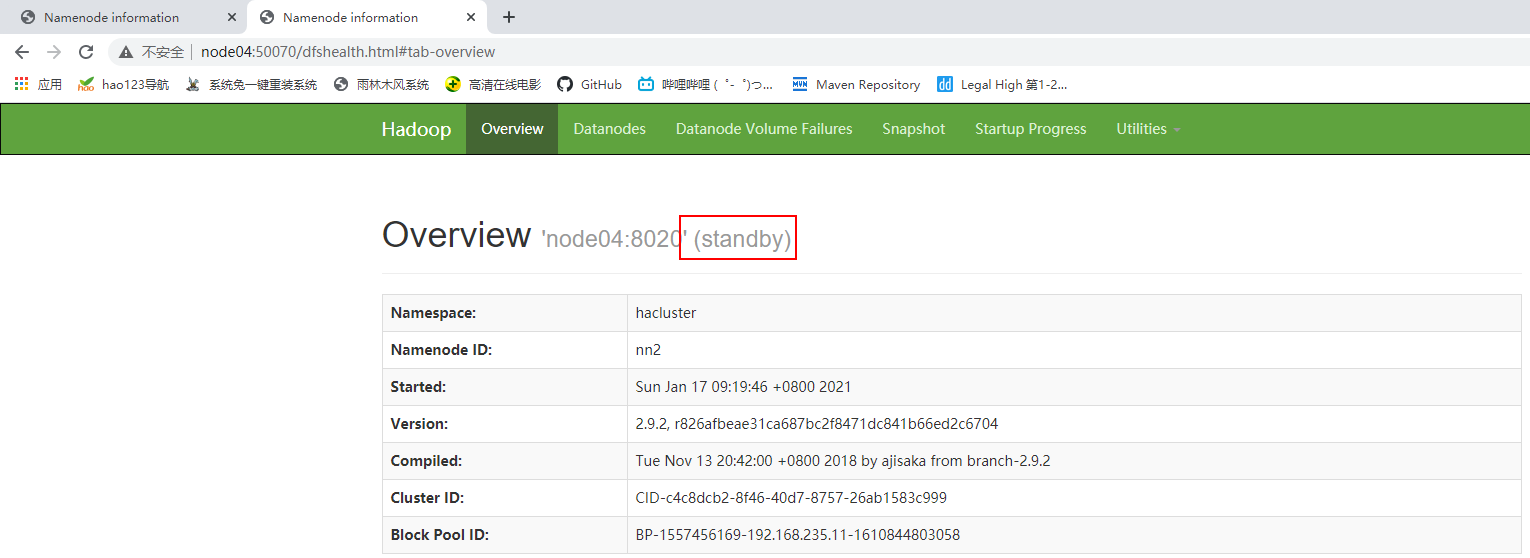 Namenode information
Namenode information
不安全 node04:50070/dfshealth.html#tab-overview
应用 hao123导航 系统兔一键重装系统 雨林木风系统 高清在线电影 GitHub 哔哩哔哩 ( ゜- ゜)つ... Maven Repository Legal High 第1-2...
Hadoop Overview Datanodes Datanode Volume Failures Snapshot Startup Progress Utilities
Overview 'node04:8020' (standby)
Namespace: hacluster
Namenode ID: nn2
Started: Sun Jan 17 09:19:46 +0800 2021
Version: 2.9.2, r826afbeae31ca687bc2f8471dc841b66ed2c6704
Compiled: Tue Nov 13 20:42:00 +0800 2018 by ajisaka from branch-2.9.2
Cluster ID: CID-c4c8dcb2-8f46-40d7-8757-26ab1583c999
Block Pool ID: BP-1557456169-192.168.235.11-1610844803058